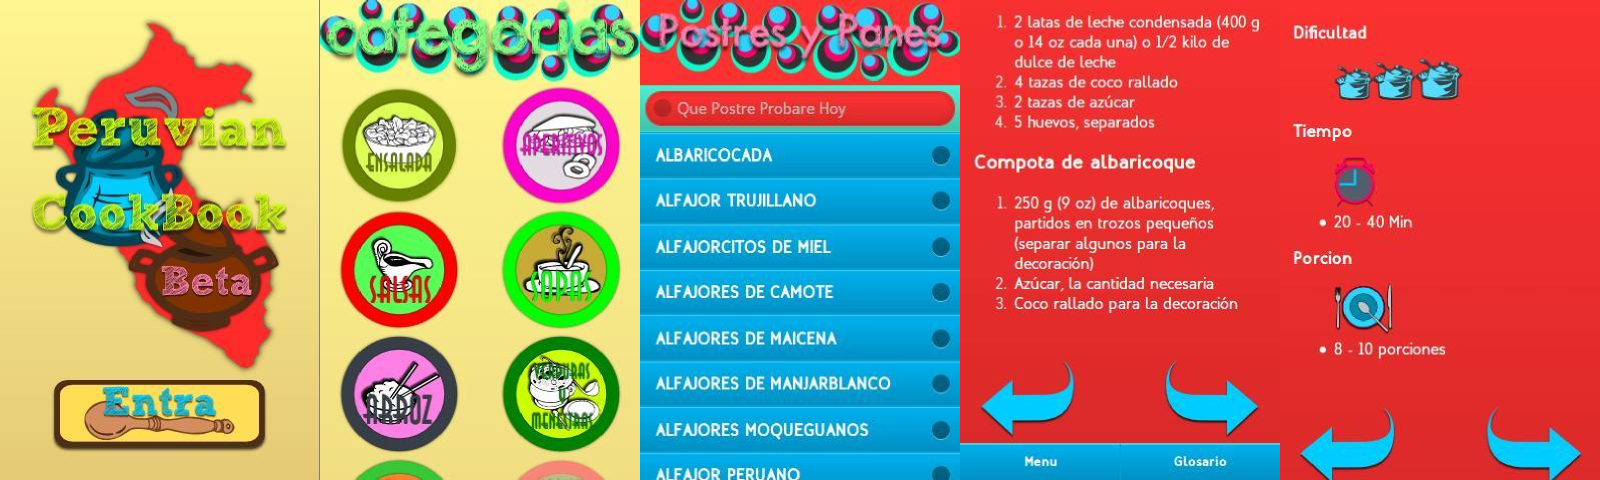 Peruvian
CookBook
Beta
Entra
categorias
ENSALADA
APERITIVOS
SALSAS
SOPAS
ARROZ
VERDURAS
Y
MENESTRAS
Postres y Panes
Que Postre Probare Hoy
ALBARICOCADA
ALFAJOR TRUJILLANO
ALFAJORCITOS DE MIEL
ALFAJORES DE CAMOTE
ALFAJORES DE MAICENA
ALFAJORES DE MANJARBLANCO
ALFAJORES MOQUEGUANOS
ALFAJOR PERUANO
1. 2 latas de leche condensada (400 g
o 14 oz cada una) o 1/2 kilo de
dulce de leche
2. 4 tazas de coco rallado
3. 2 tazas de azúcar
4. 5 huevos, separados
Compota de albaricoque
1. 250 g (9 oz) de albaricoques,
partidos en trozos pequeños
(separar algunos para la
decoración)
2. Azúcar, la cantidad necesaria
3. Coco rallado para la decoración
Menu
Glosario
Dificultad
Tiempo
• 20 - 40 Min
Porcion
• 8 - 10 porciones